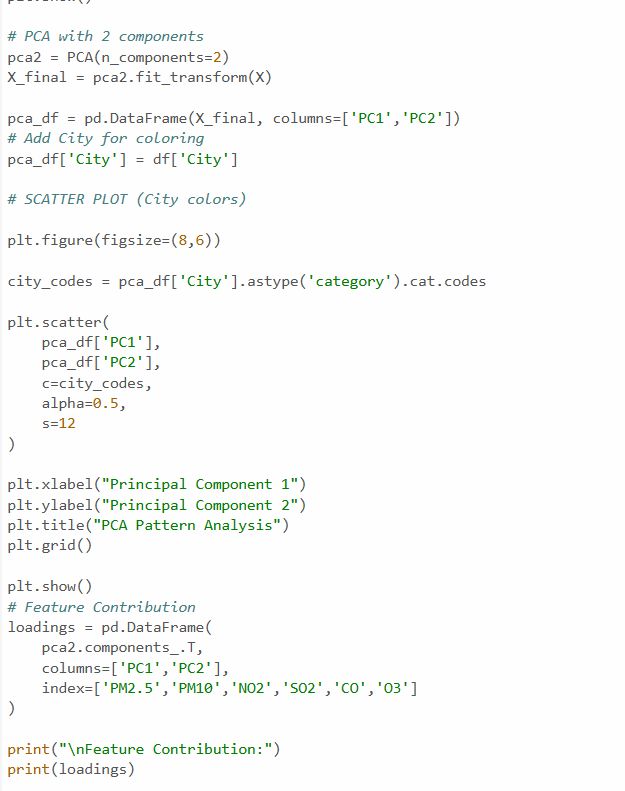 # PCA with 2 components
pca2 = PCA(n_components=2)
X_final = pca2.fit_transform(X)
pca_df = pd.DataFrame(X_final, columns=['PC1','PC2'])
# Add City for coloring
pca_df['City'] = df['City']
# SCATTER PLOT (City colors)
plt.figure(figsize=(8,6))
city_codes = pca_df['City'].astype('category').cat.codes
plt.scatter(
    pca_df['PC1'],
    pca_df['PC2'],
    c=city_codes,
    alpha=0.5,
    s=12
)
plt.xlabel("Principal Component 1")
plt.ylabel("Principal Component 2")
plt.title("PCA Pattern Analysis")
plt.grid()
plt.show()
# Feature Contribution
loadings = pd.DataFrame(
    pca2.components_.T,
    columns=['PC1','PC2'],
    index=['PM2.5','PM10','NO2','SO2','CO','O3']
)
print("\nFeature Contribution:")
print(loadings)